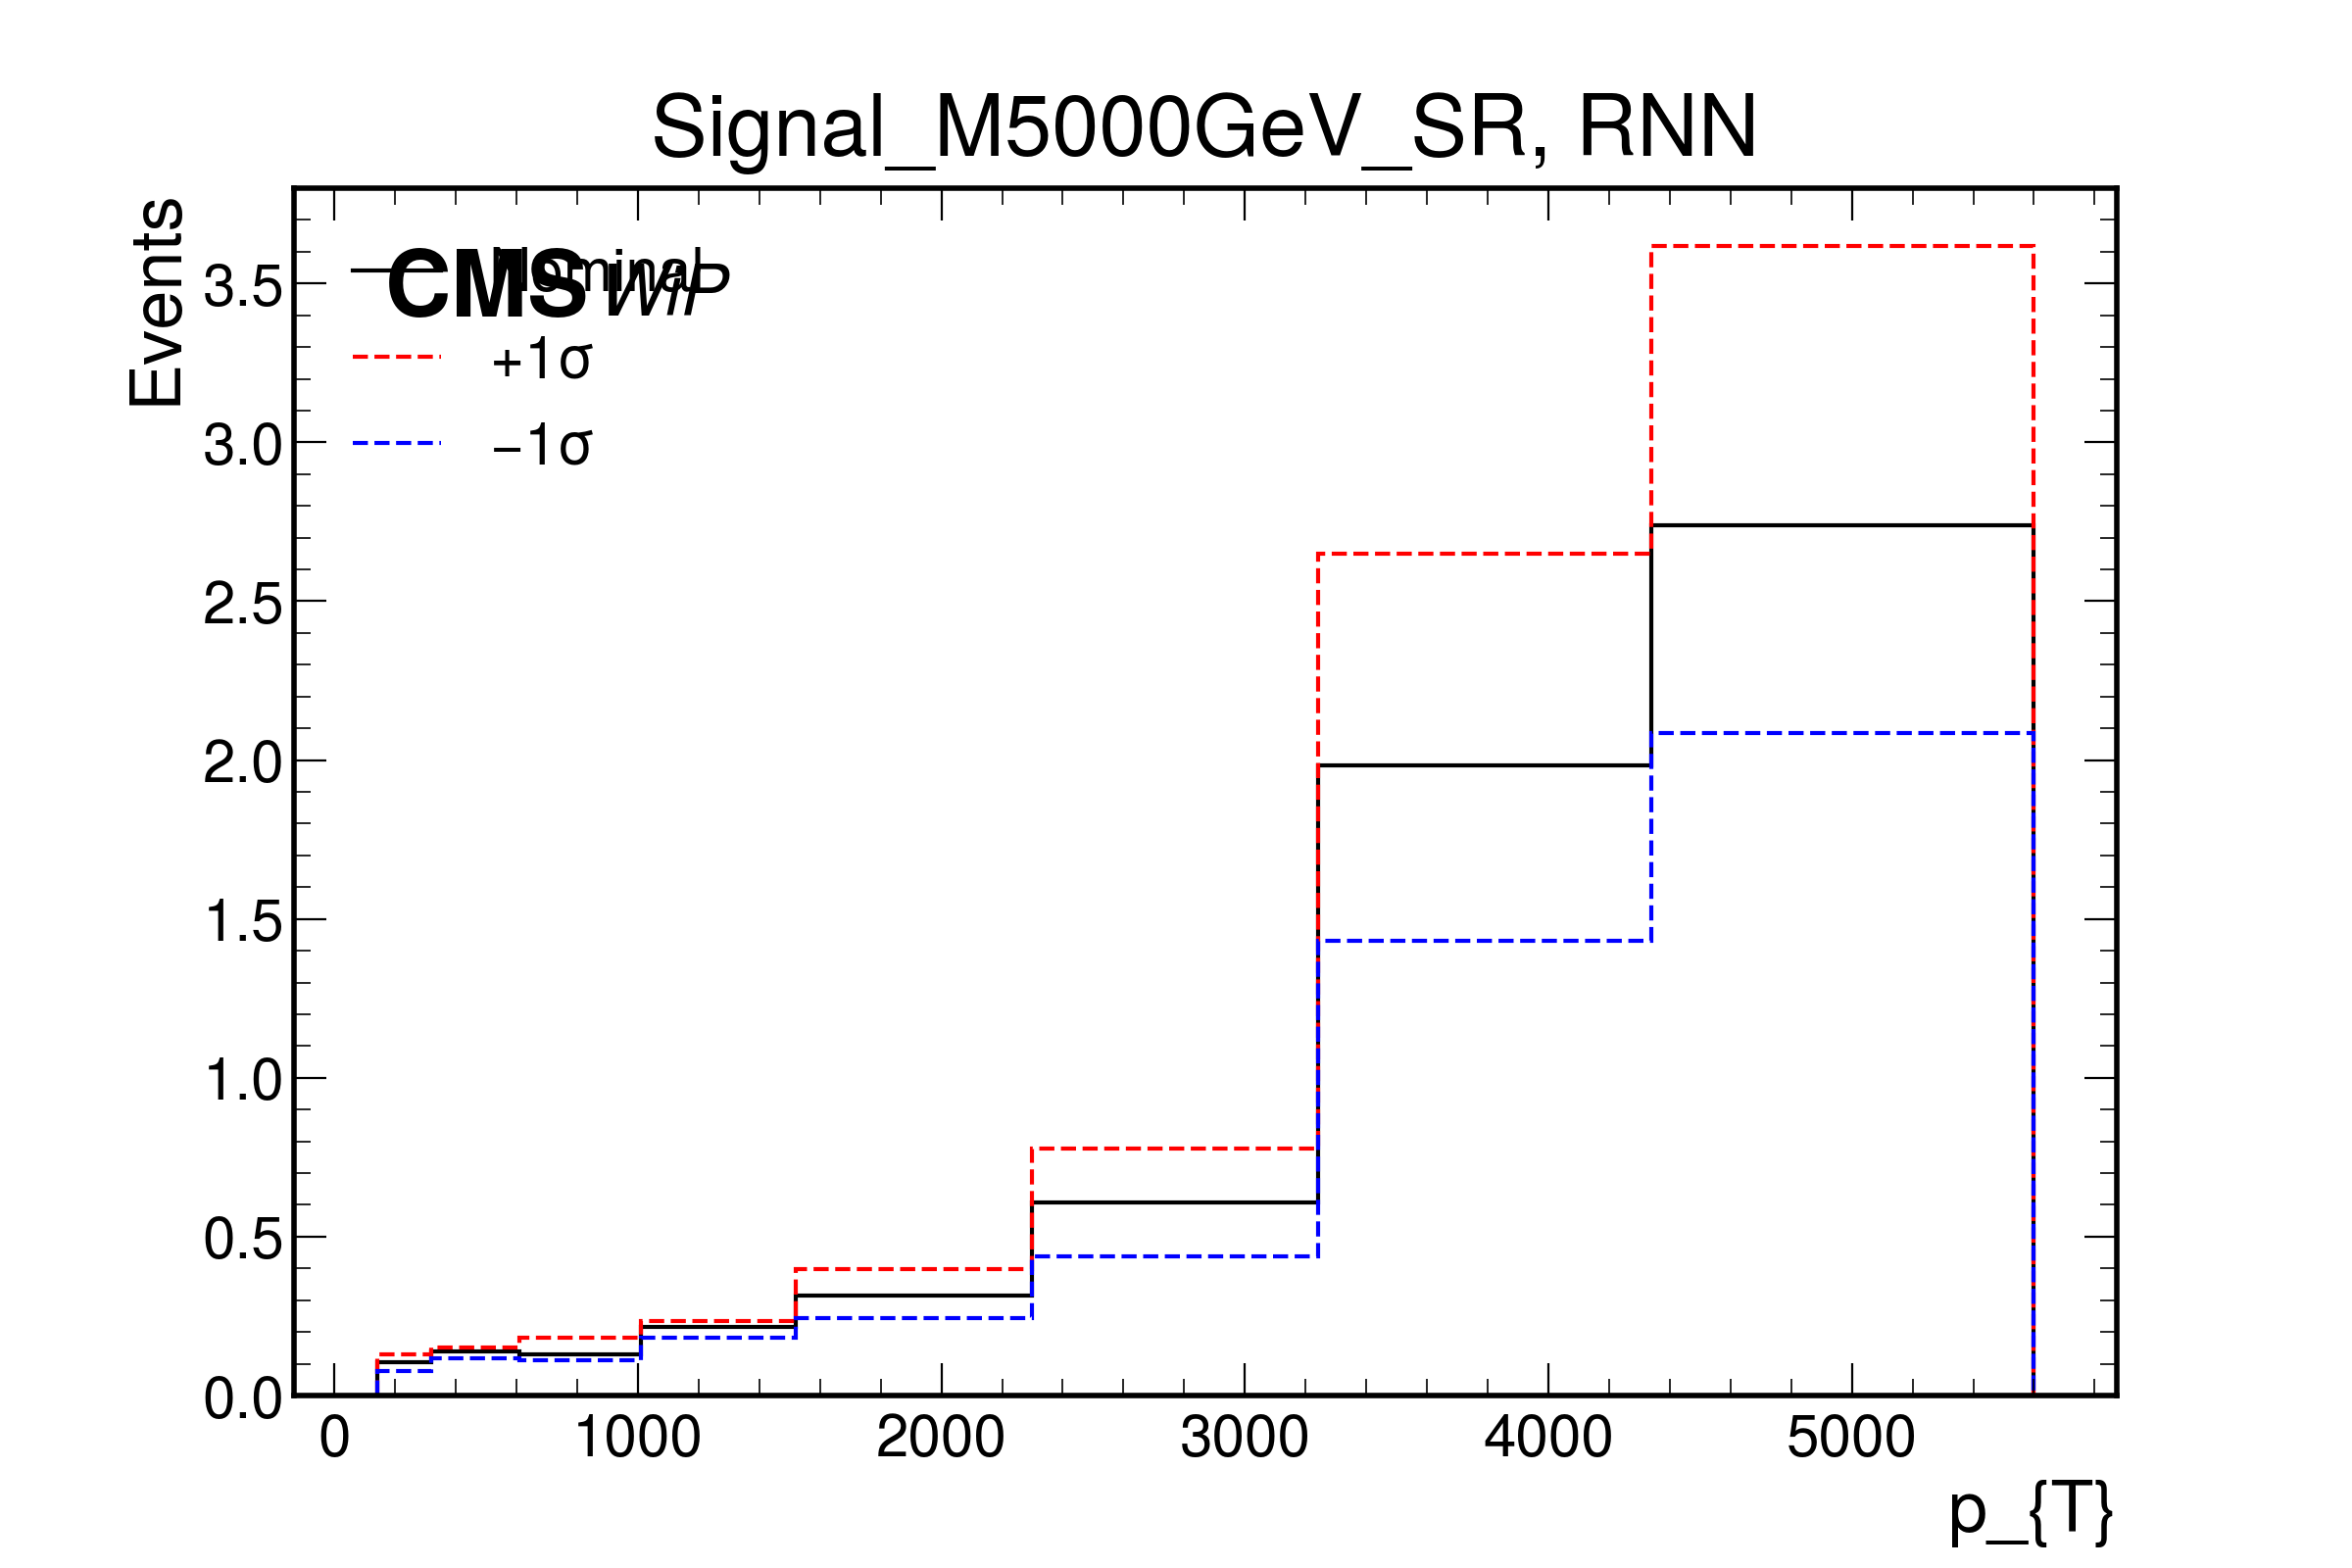 Signal_M5000GeV_SR, RNN
Events
CMS WiP
Nominal
+1σ
−1σ
3.5
3.0
2.5
2.0
1.5
1.0
0.5
0.0
0 1000 2000 3000 4000 5000
p_{T}